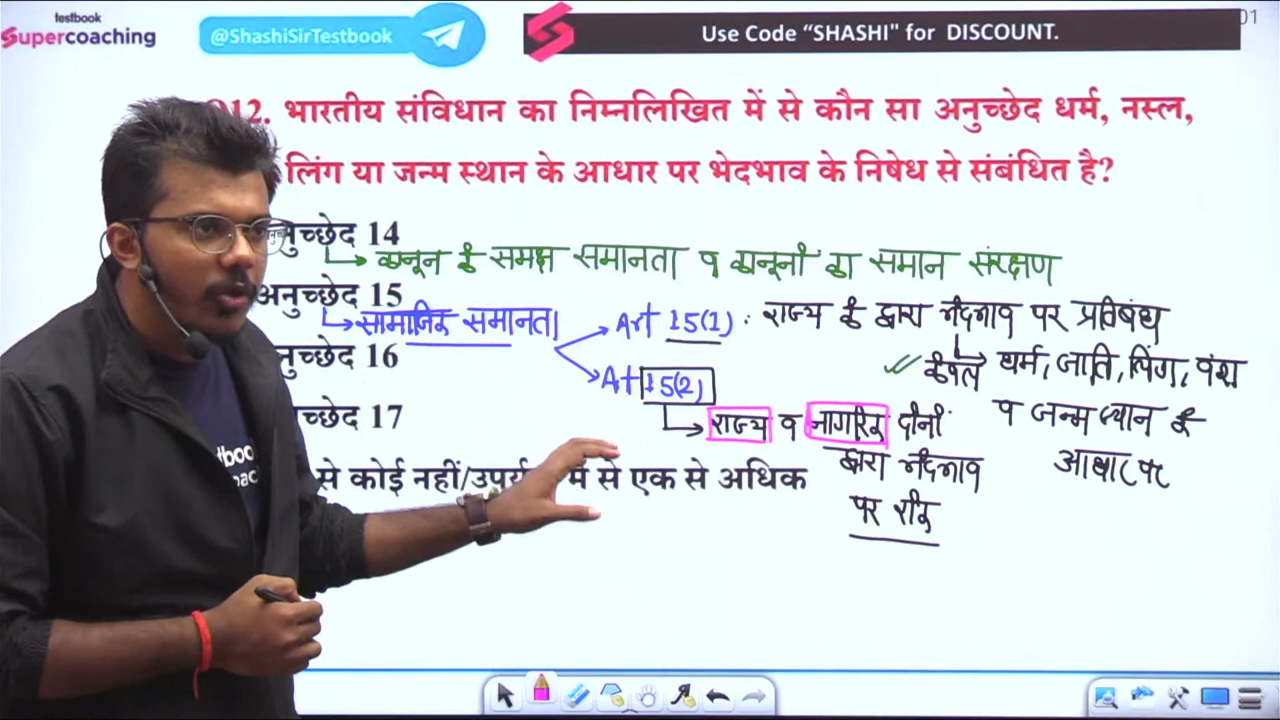 testbook
Supercoaching
@ShashiSirTestbook
Use Code “SHASHI" for DISCOUNT.
01
Q12. भारतीय संविधान का निम्नलिखित में से कौन सा अनुच्छेद धर्म, नस्ल,
लिंग या जन्म स्थान के आधार पर भेदभाव के निषेध से संबंधित है?
नुच्छेद 14
कानून के समक्ष समानता व कानूनों का समान संरक्षण
अनुच्छेद 15
सामाजिक समानता
Art 15(1) : राज्य के द्वारा भेदभाव पर प्रतिबंध
केवल धर्म, जाति, लिंग, वंश
व जन्म स्थान के
आधार पर
नुच्छेद 16
Art 15(2)
राज्य व नागरिक दोनों
द्वारा भेदभाव
पर रोक
च्छेद 17
से कोई नहीं/उपर्यु में से एक से अधिक